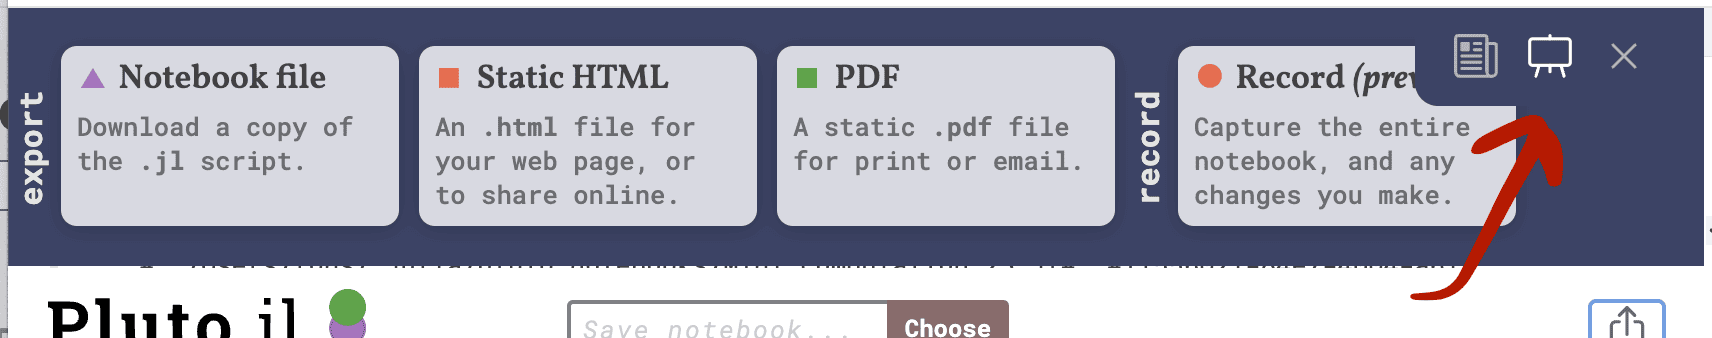 export
Notebook file
Download a copy of
the .jl script.
Static HTML
An .html file for
your web page, or
to share online.
PDF
A static .pdf file
for print or email.
record
Record (prev
Capture the entire
notebook, and any
changes you make.
Pluto.jl
Save notebook...
Choose